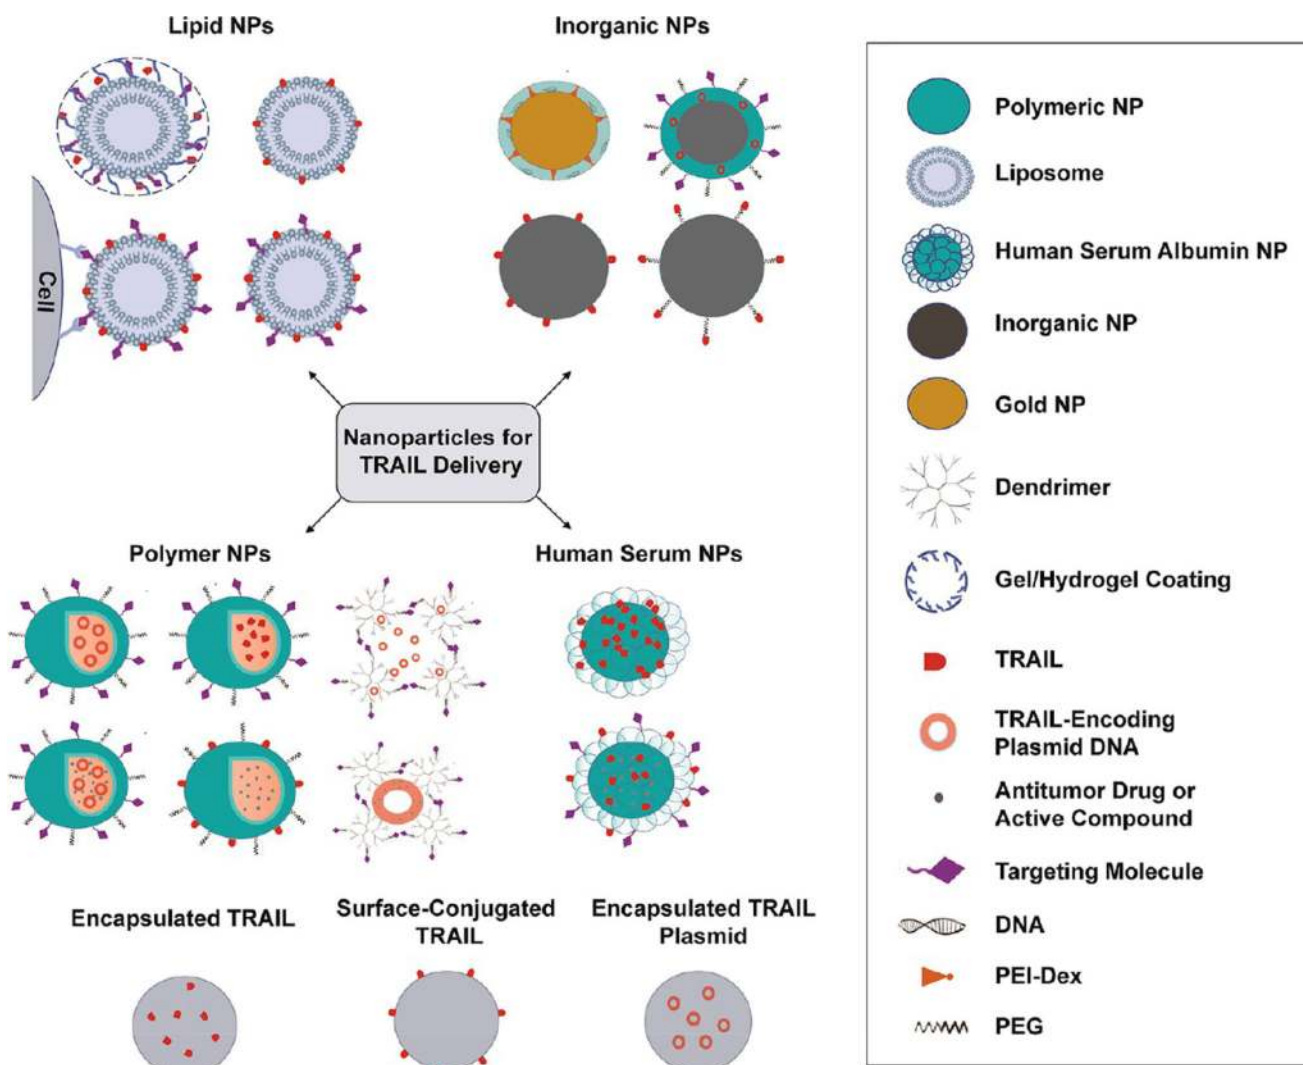 Lipid NPs
Inorganic NPs
Cell
Nanoparticles for
TRAIL Delivery
Polymer NPs
Human Serum NPs
Encapsulated TRAIL
Surface-Conjugated
TRAIL
Encapsulated TRAIL
Plasmid
Polymeric NP
Liposome
Human Serum Albumin NP
Inorganic NP
Gold NP
Dendrimer
Gel/Hydrogel Coating
TRAIL
TRAIL-Encoding
Plasmid DNA
Antitumor Drug or
Active Compound
Targeting Molecule
DNA
PEI-Dex
PEG